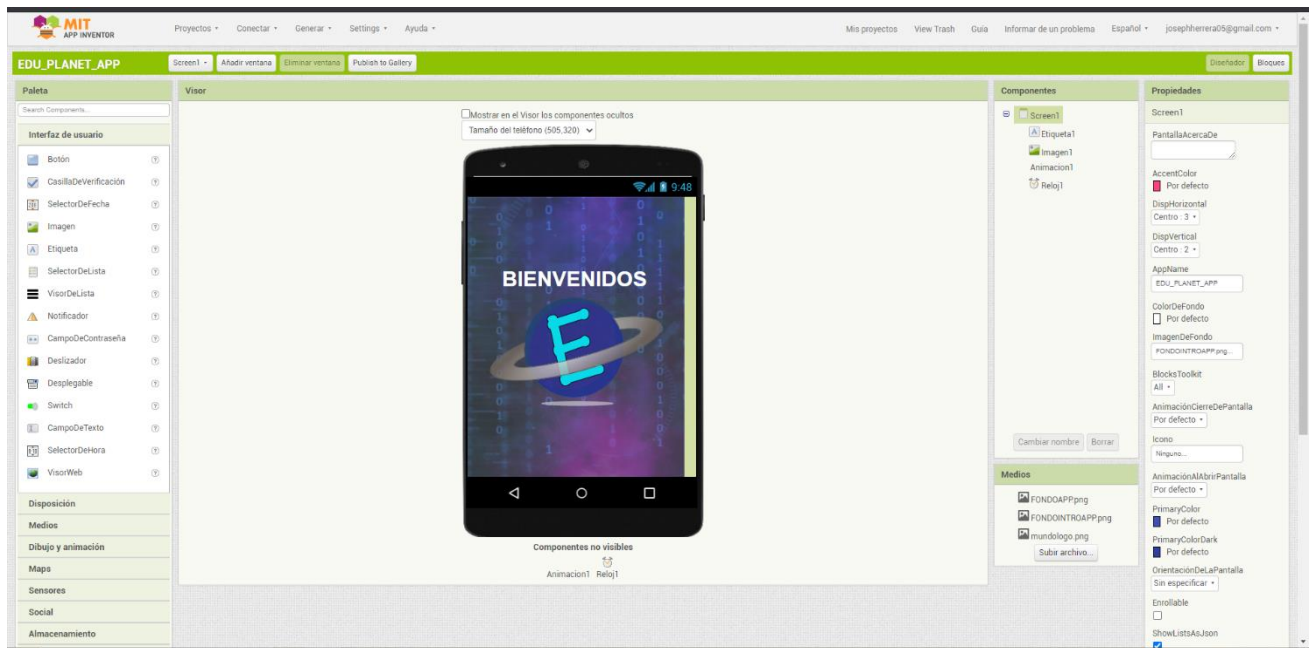 MIT
APP INVENTOR
Proyectos Conectar Generar Settings Ayuda
Mis proyectos View Trash Guía Informar de un problema Español josephherrera05@gmail.com
EDU_PLANET_APP
Screen1 Añadir ventana Eliminar ventana Publish to Gallery
Diseñador Bloques
Paleta
Search Components...
Interfaz de usuario
Botón
CasillaDeVerificación
SelectorDeFecha
Imagen
Etiqueta
SelectorDeLista
VisorDeLista
Notificador
CampoDeContraseña
Deslizador
Desplegable
Switch
CampoDeTexto
SelectorDeHora
VisorWeb
Disposición
Medios
Dibujo y animación
Maps
Sensores
Social
Almacenamiento
Visor
Mostrar en el Visor los componentes ocultos
Tamaño del teléfono (505,320)
9:48
BIENVENIDOS
E
Componentes no visibles
Animacion1 Reloj1
Componentes
Screen1
Etiqueta1
Imagen1
Animacion1
Reloj1
Cambiar nombre Borrar
Medios
FONDOAPP.png
FONDOINTROAPP.png
mundologo.png
Subir archivo...
Propiedades
Screen1
PantallaAcercaDe
AccentColor
Por defecto
DispHorizontal
Centro : 3
DispVertical
Centro : 2
AppName
EDU_PLANET_APP
ColorDeFondo
Por defecto
ImagenDeFondo
FONDOINTROAPP.png...
BlocksToolkit
All
AnimaciónCierreDePantalla
Por defecto
Icono
Ninguno...
AnimaciónAlAbrirPantalla
Por defecto
PrimaryColor
Por defecto
PrimaryColorDark
Por defecto
OrientaciónDeLaPantalla
Sin especificar
Enrollable
ShowListsAsJson